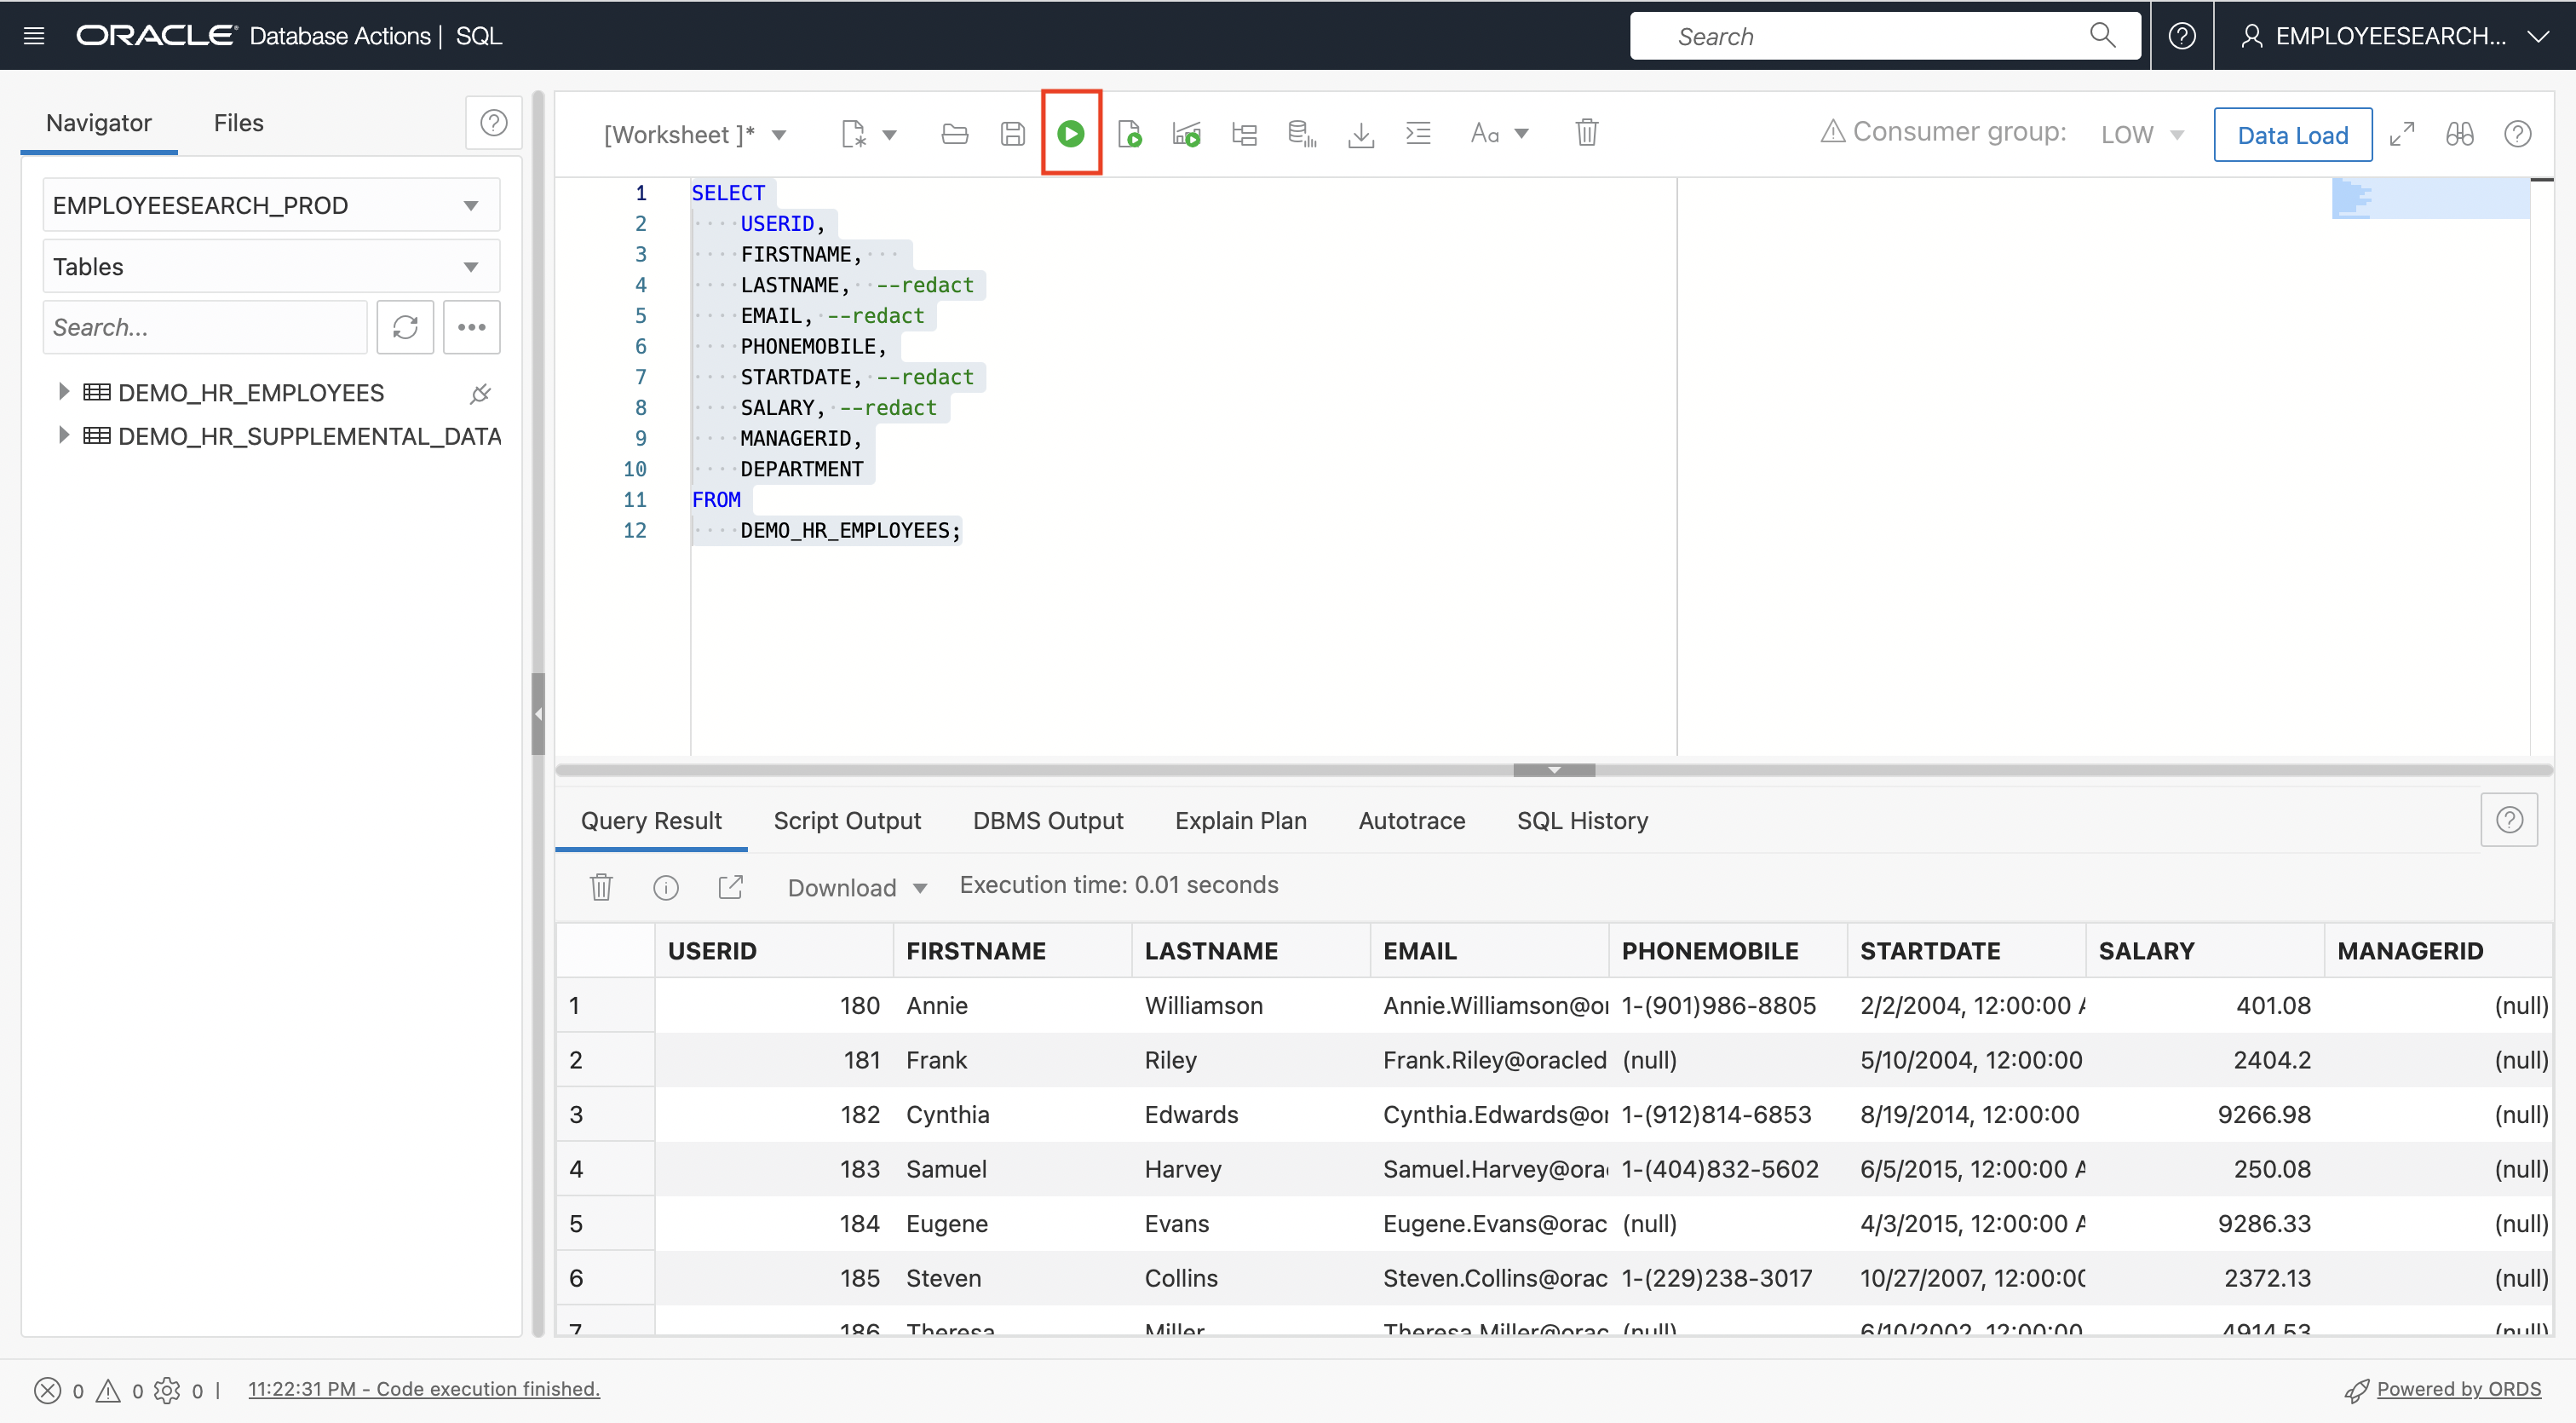 ORACLE Database Actions | SQL
Search
EMPLOYEESEARCH...
Navigator
Files
EMPLOYEESEARCH_PROD
Tables
Search...
DEMO_HR_EMPLOYEES
DEMO_HR_SUPPLEMENTAL_DATA
[Worksheet ]*
Aa
Consumer group: LOW
Data Load
1 SELECT
2 USERID,
3 FIRSTNAME,
4 LASTNAME, --redact
5 EMAIL, --redact
6 PHONEMOBILE,
7 STARTDATE, --redact
8 SALARY, --redact
9 MANAGERID,
10 DEPARTMENT
11 FROM
12 DEMO_HR_EMPLOYEES;
Query Result Script Output DBMS Output Explain Plan Autotrace SQL History
Download Execution time: 0.01 seconds
USERID FIRSTNAME LASTNAME EMAIL PHONEMOBILE STARTDATE SALARY MANAGERID
1 180 Annie Williamson Annie.Williamson@or 1-(901)986-8805 2/2/2004, 12:00:00 A 401.08 (null)
2 181 Frank Riley Frank.Riley@oracled (null) 5/10/2004, 12:00:00 2404.2 (null)
3 182 Cynthia Edwards Cynthia.Edwards@or 1-(912)814-6853 8/19/2014, 12:00:00 9266.98 (null)
4 183 Samuel Harvey Samuel.Harvey@ora 1-(404)832-5602 6/5/2015, 12:00:00 A 250.08 (null)
5 184 Eugene Evans Eugene.Evans@orac (null) 4/3/2015, 12:00:00 A 9286.33 (null)
6 185 Steven Collins Steven.Collins@orac 1-(229)238-3017 10/27/2007, 12:00:00 2372.13 (null)
7 186 Theresa Miller Theresa.Miller@orac (null) 6/10/2002, 12:00:00 4914.53 (null)
0 0 0 | 11:22:31 PM - Code execution finished.
Powered by ORDS